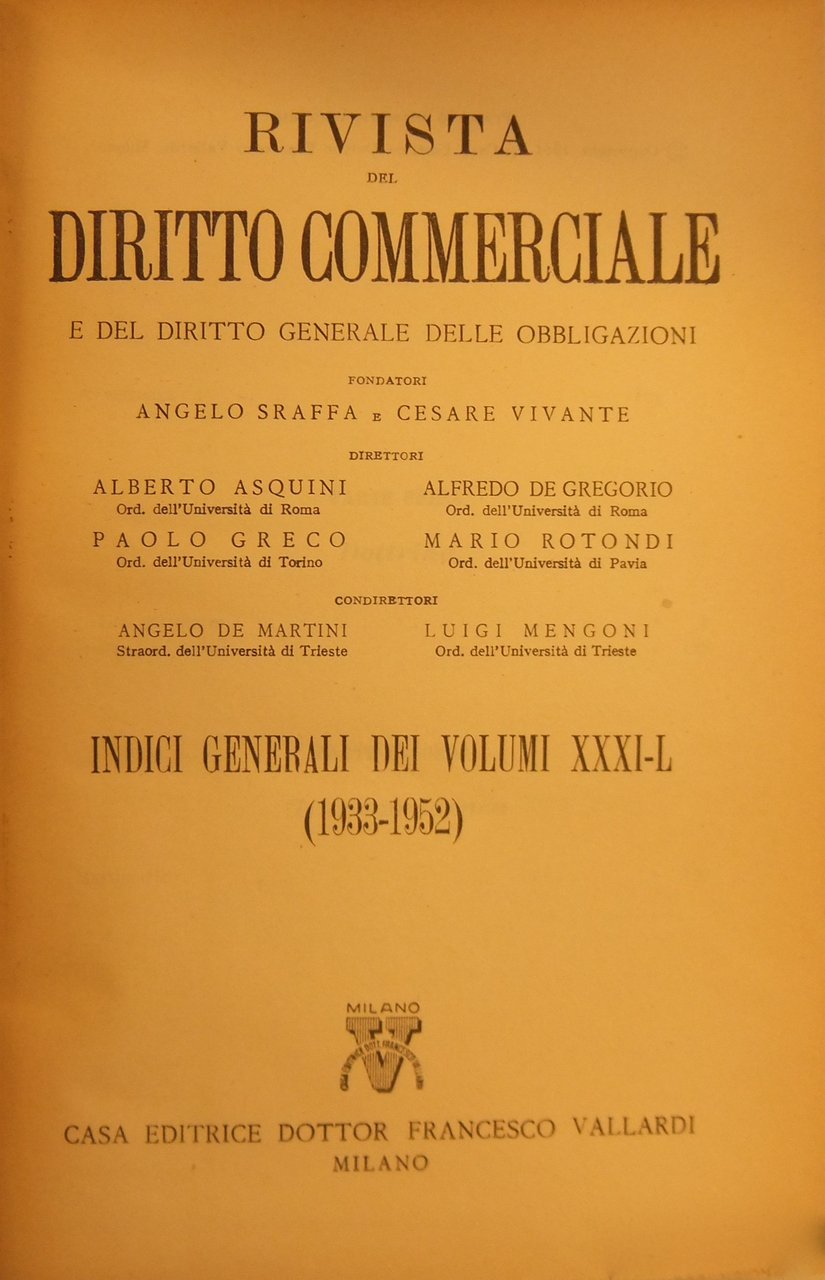 RIVISTA
DEL
DIRITTO COMMERCIALE
E DEL DIRITTO GENERALE DELLE OBBLIGAZIONI
FONDATORI
ANGELO SRAFFA E CESARE VIVANTE
DIRETTORI
ALBERTO ASQUINI
Ord. dell'Università di Roma
ALFREDO DE GREGORIO
Ord. dell'Università di Roma
PAOLO GRECO
Ord. dell'Università di Torino
MARIO ROTONDI
Ord. dell'Università di Pavia
CONDIRETTORI
ANGELO DE MARTINI
Straord. dell'Università di Trieste
LUIGI MENGONI
Ord. dell'Università di Trieste
INDICI GENERALI DEI VOLUMI XXXI-L
(1933-1952)
MILANO
DOTT. FRANCESCO
CASA EDITRICE DOTTOR FRANCESCO VALLARDI
MILANO